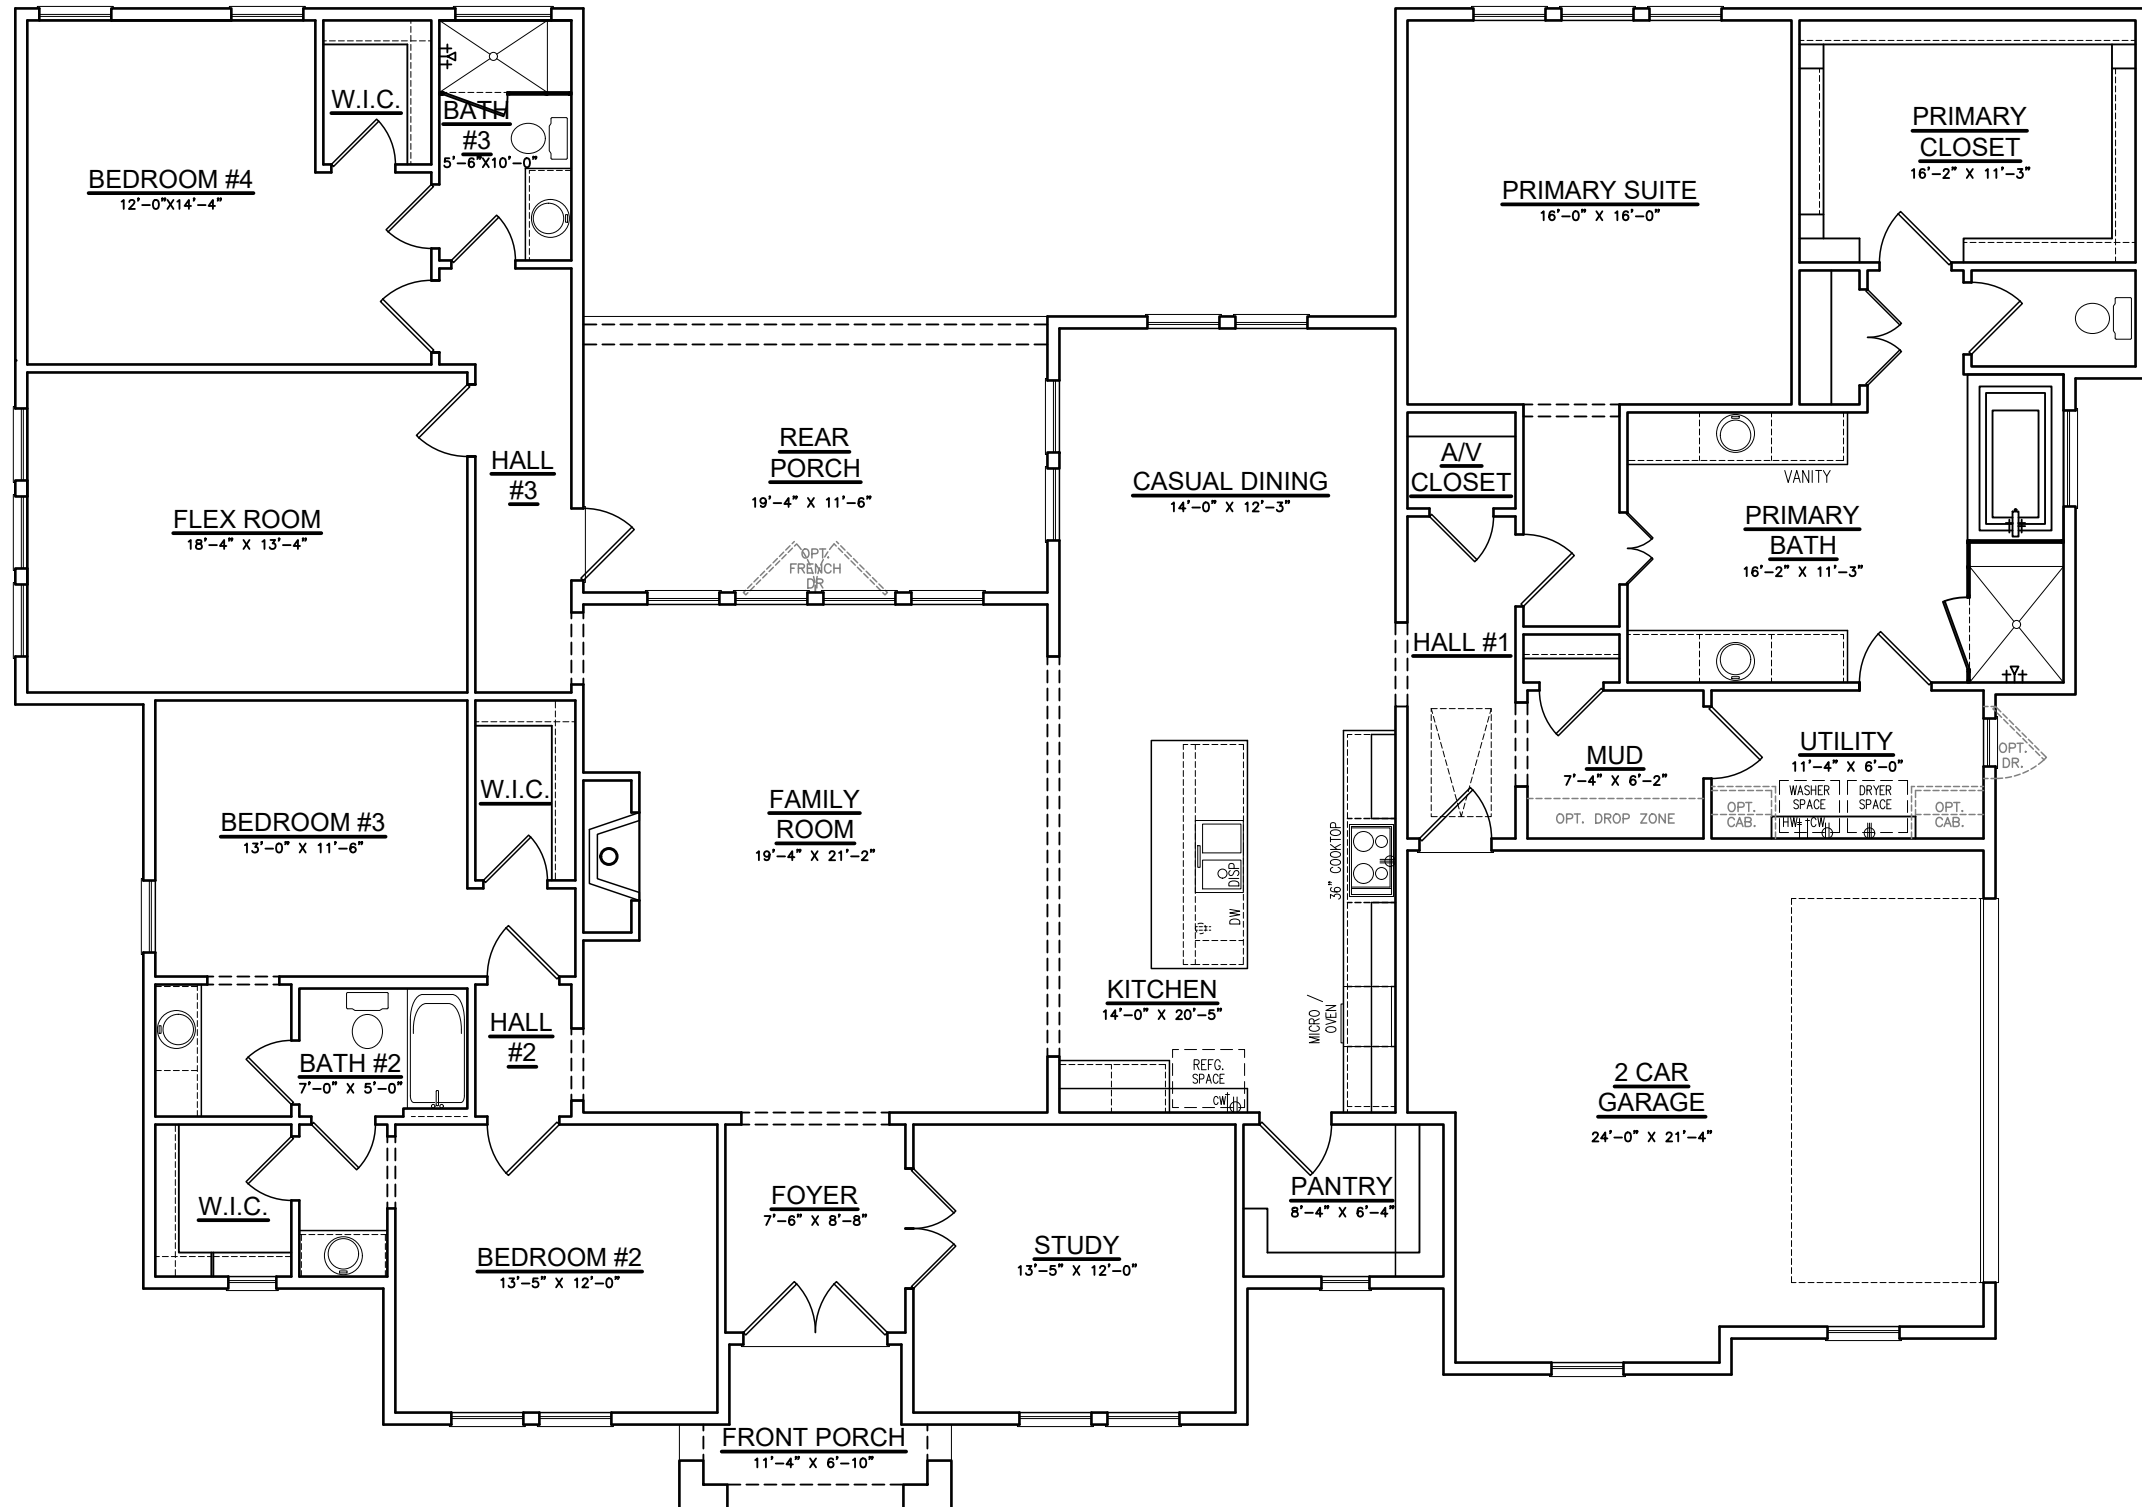 W.I.C.
BATH
#3
5'-6"X10'-0"
BEDROOM #4
12'-0"X14'-4"
PRIMARY SUITE
16'-0" X 16'-0"
PRIMARY
CLOSET
16'-2" X 11'-3"
HALL
#3
REAR
PORCH
19'-4" X 11'-6"
OPT.
FRENCH
DR
FLEX ROOM
18'-4" X 13'-4"
CASUAL DINING
14'-0" X 12'-3"
A/V
CLOSET
VANITY
PRIMARY
BATH
16'-2" X 11'-3"
HALL #1
MUD
7'-4" X 6'-2"
OPT. DROP ZONE
UTILITY
11'-4" X 6'-0"
OPT.
DR.
WASHER
SPACE
DRYER
SPACE
OPT.
CAB.
HW
CW
OPT.
CAB.
W.I.C.
BEDROOM #3
13'-0" X 11'-6"
FAMILY
ROOM
19'-4" X 21'-2"
36" COOKTOP
DISP
DW
KITCHEN
14'-0" X 20'-5"
MICRO /
OVEN
REFG.
SPACE
CW
HALL
#2
BATH #2
7'-0" X 5'-0"
2 CAR
GARAGE
24'-0" X 21'-4"
W.I.C.
FOYER
7'-6" X 8'-8"
PANTRY
8'-4" X 6'-4"
BEDROOM #2
13'-5" X 12'-0"
STUDY
13'-5" X 12'-0"
FRONT PORCH
11'-4" X 6'-10"